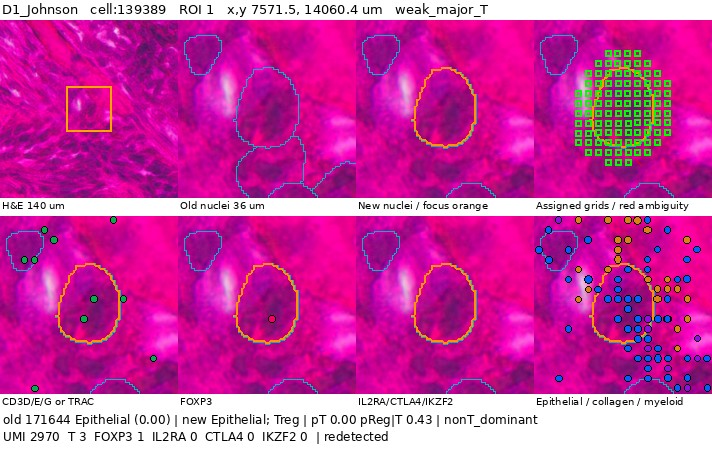 D1_Johnson   cell:139389   ROI 1   x,y 7571.5, 14060.4 um   weak_major_T
H&E 140 um
Old nuclei 36 um
New nuclei / focus orange
Assigned grids / red ambiguity
CD3D/E/G or TRAC
FOXP3
IL2RA/CTLA4/IKZF2
Epithelial / collagen / myeloid
old 171644 Epithelial (0.00) | new Epithelial; Treg | pT 0.00 pReg|T 0.43 | nonT_dominant
UMI 2970  T 3  FOXP3 1  IL2RA 0  CTLA4 0  IKZF2 0  | redetected